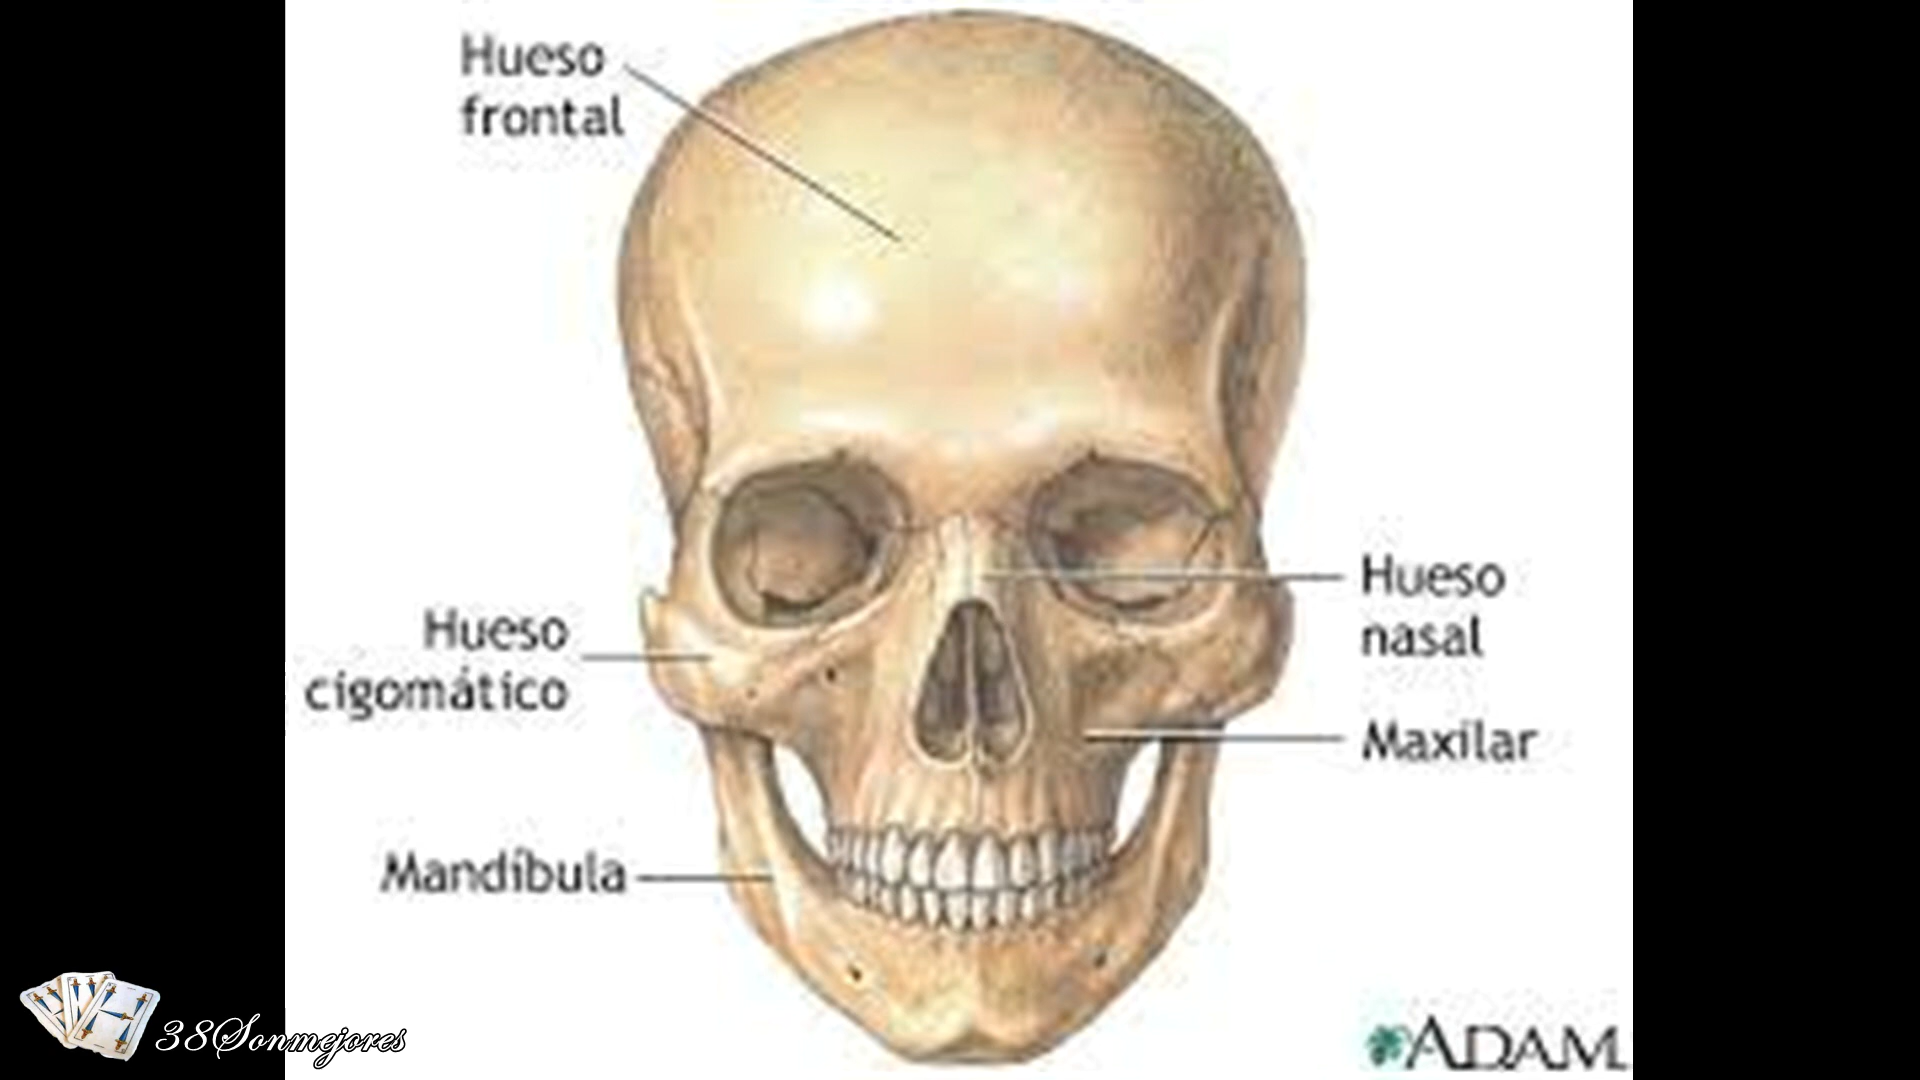 Hueso
frontal
Hueso
nasal
Hueso
cigomático
Maxilar
Mandíbula
38Sonmejores
ADAM.